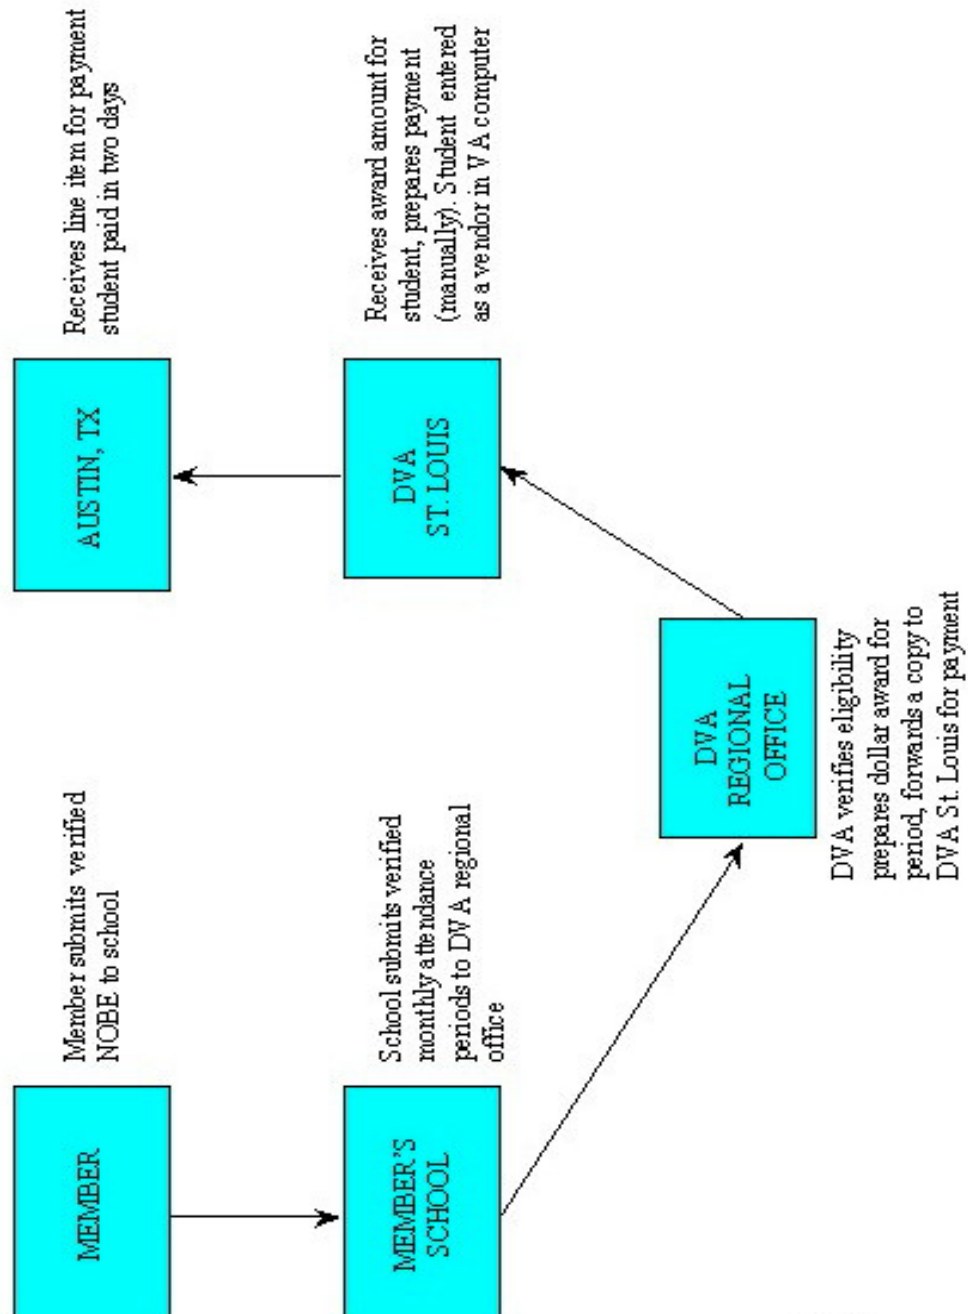 MEMBER
Member submits verified
NOBE to school
MEMBER'S
SCHOOL
School submits verified
monthly attendance
periods to DVA regional
office
DVA
REGIONAL
OFFICE
DVA verifies eligibility
prepares dollar award for
period, forwards a copy to
DVA St. Louis for payment
DVA
ST. LOUIS
Receives award amount for
student, prepares payment
(manually). Student entered
as a vendor in VA computer
AUSTIN, TX
Receives line item for payment
student paid in two days